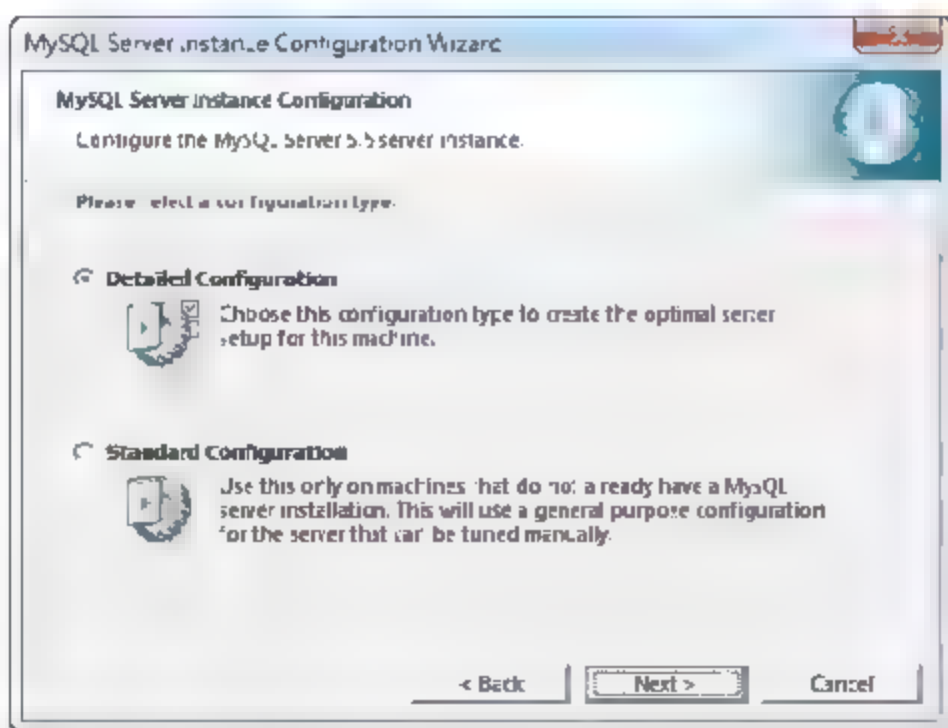 MySQL Server Instance Configuration Wizard
MySQL Server Instance Configuration
Configure the MySQL Server 5.5 server instance.
Please select a configuration type.
Detailed Configuration
Choose this configuration type to create the optimal server
setup for this machine.
Standard Configuration
Use this only on machines that do not already have a MySQL
server installation. This will use a general purpose configuration
for the server that can be tuned manually.
< Back
Next >
Cancel